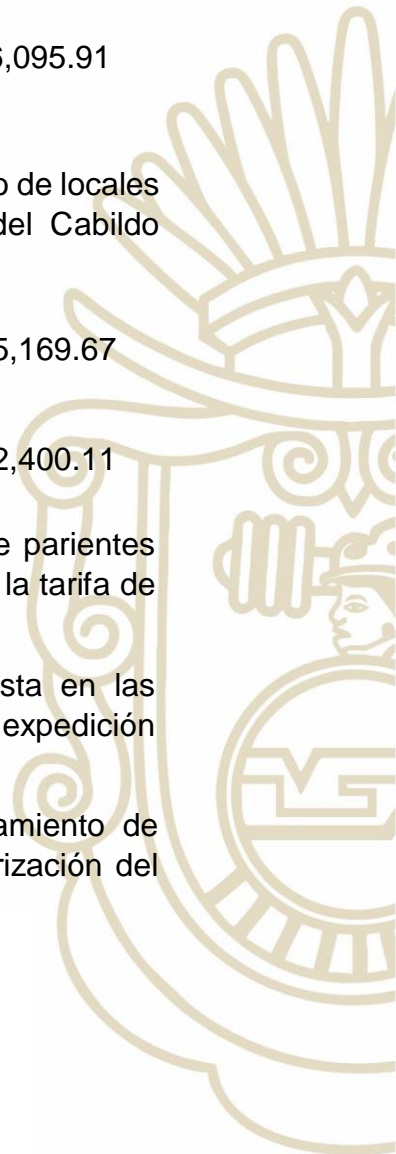 ,095.91
o de locales
del Cabildo
5,169.67
2,400.11
e parientes
la tarifa de
sta en las
expedición
amiento de
rización del